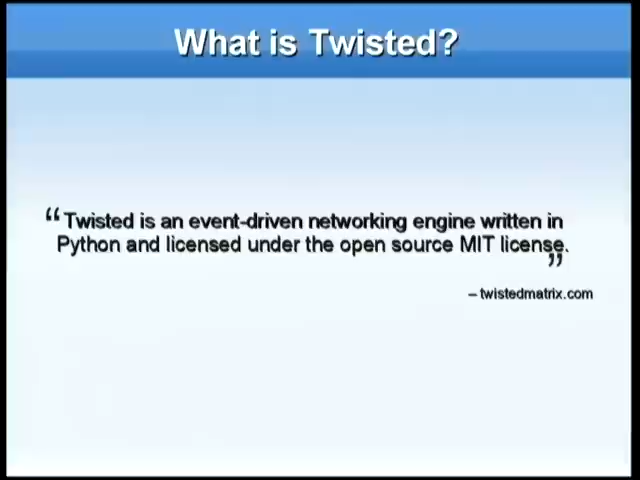 What is Twisted?
“Twisted is an event-driven networking engine written in
Python and licensed under the open source MIT license.
”
– twistedmatrix.com